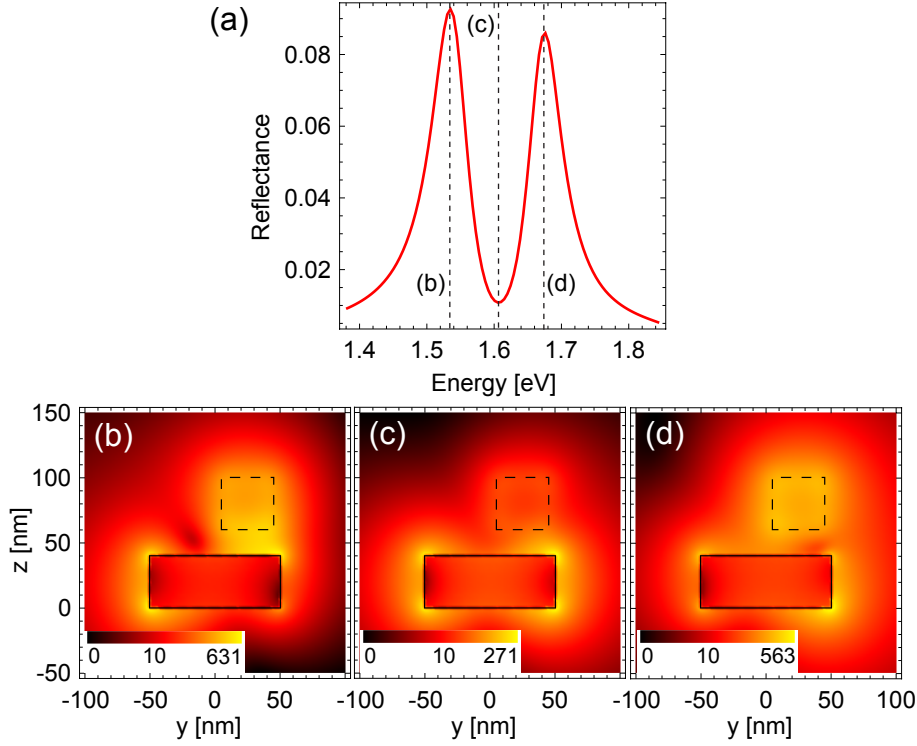 (a)
(c)
0.08
0.06
0.04
0.02
Reflectance
(b)
(d)
1.4 1.5 1.6 1.7 1.8
Energy [eV]
150
100
50
0
-50
z [nm]
(b)
(c)
(d)
0 10 631
0 10 271
0 10 563
-100 -50 0 50 -100 -50 0 50 -100 -50 0 50 100
y [nm] y [nm] y [nm]